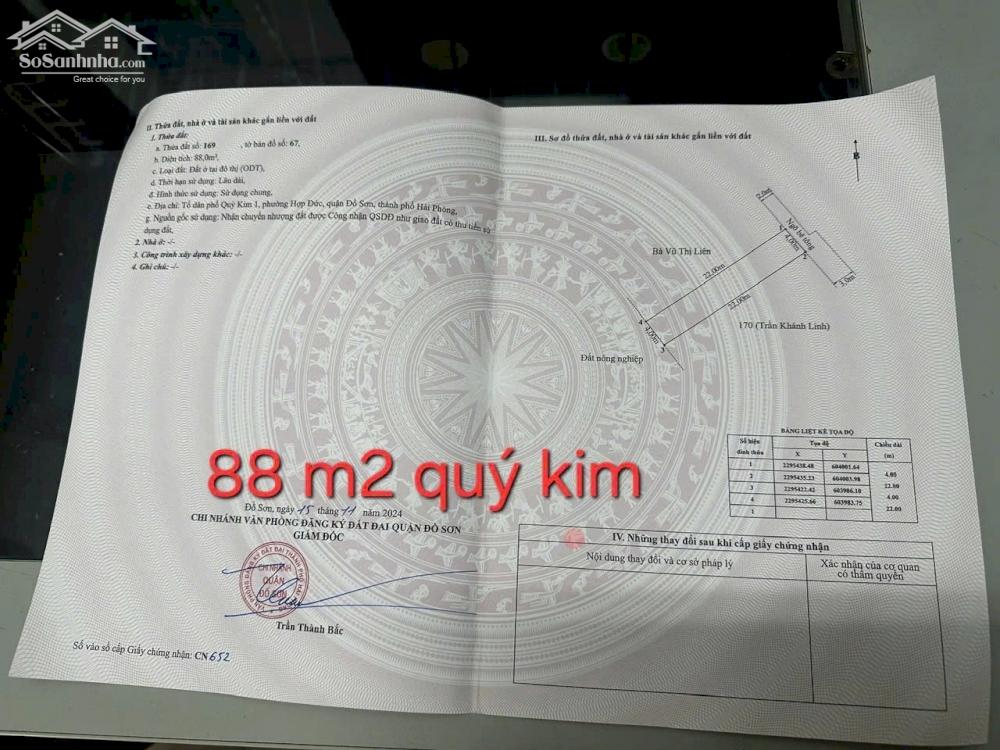 SoSanhnha.com
Great choice for you
II. Thửa đất, nhà ở và tài sản khác gắn liền với đất
1. Thửa đất:
a. Thửa đất số: 169 , tờ bản đồ số: 67,
b. Diện tích: 88,0m²,
c. Loại đất: Đất ở tại đô thị (ODT),
d. Thời hạn sử dụng: Lâu dài,
đ. Hình thức sử dụng: Sử dụng chung,
e. Địa chỉ: Tổ dân phố Quý Kim 1, phường Hợp Đức, quận Đồ Sơn, thành phố Hải Phòng,
g. Nguồn gốc sử dụng: Nhận chuyển nhượng đất được Công nhận QSDĐ như giao đất có thu tiền sử
dụng đất,
2. Nhà ở: -/-
3. Công trình xây dựng khác: -/-
4. Ghi chú: -/-
III. Sơ đồ thửa đất, nhà ở và tài sản khác gắn liền với đất
B
2.0m
Ngõ bê tông
1
4.00m
2
3.0m
Bà Vũ Thị Liên
22.00m
22.00m
170 (Trần Khánh Linh)
4
4.00m
3
Đất nông nghiệp
BẢNG LIỆT KÊ TỌA ĐỘ
Số hiệu đỉnh thửa Tọa độ Chiều dài (m)
X Y
1 2295438.48 604001.64
4.00
2 2295435.23 604003.98
22.00
3 2295422.42 603986.10
4.00
4 2295425.66 603983.75
22.00
1
88 m2 quý kim
Đồ Sơn, ngày 15 tháng 11 năm 2024
CHI NHÁNH VĂN PHÒNG ĐĂNG KÝ ĐẤT ĐAI QUẬN ĐỒ SƠN
GIÁM ĐỐC
CHI NHÁNH
QUẬN
ĐỒ SƠN
Trần Thành Bắc
Số vào sổ cấp Giấy chứng nhận: CN 652
IV. Những thay đổi sau khi cấp giấy chứng nhận
Nội dung thay đổi và cơ sở pháp lý
Xác nhận của cơ quan
có thẩm quyền